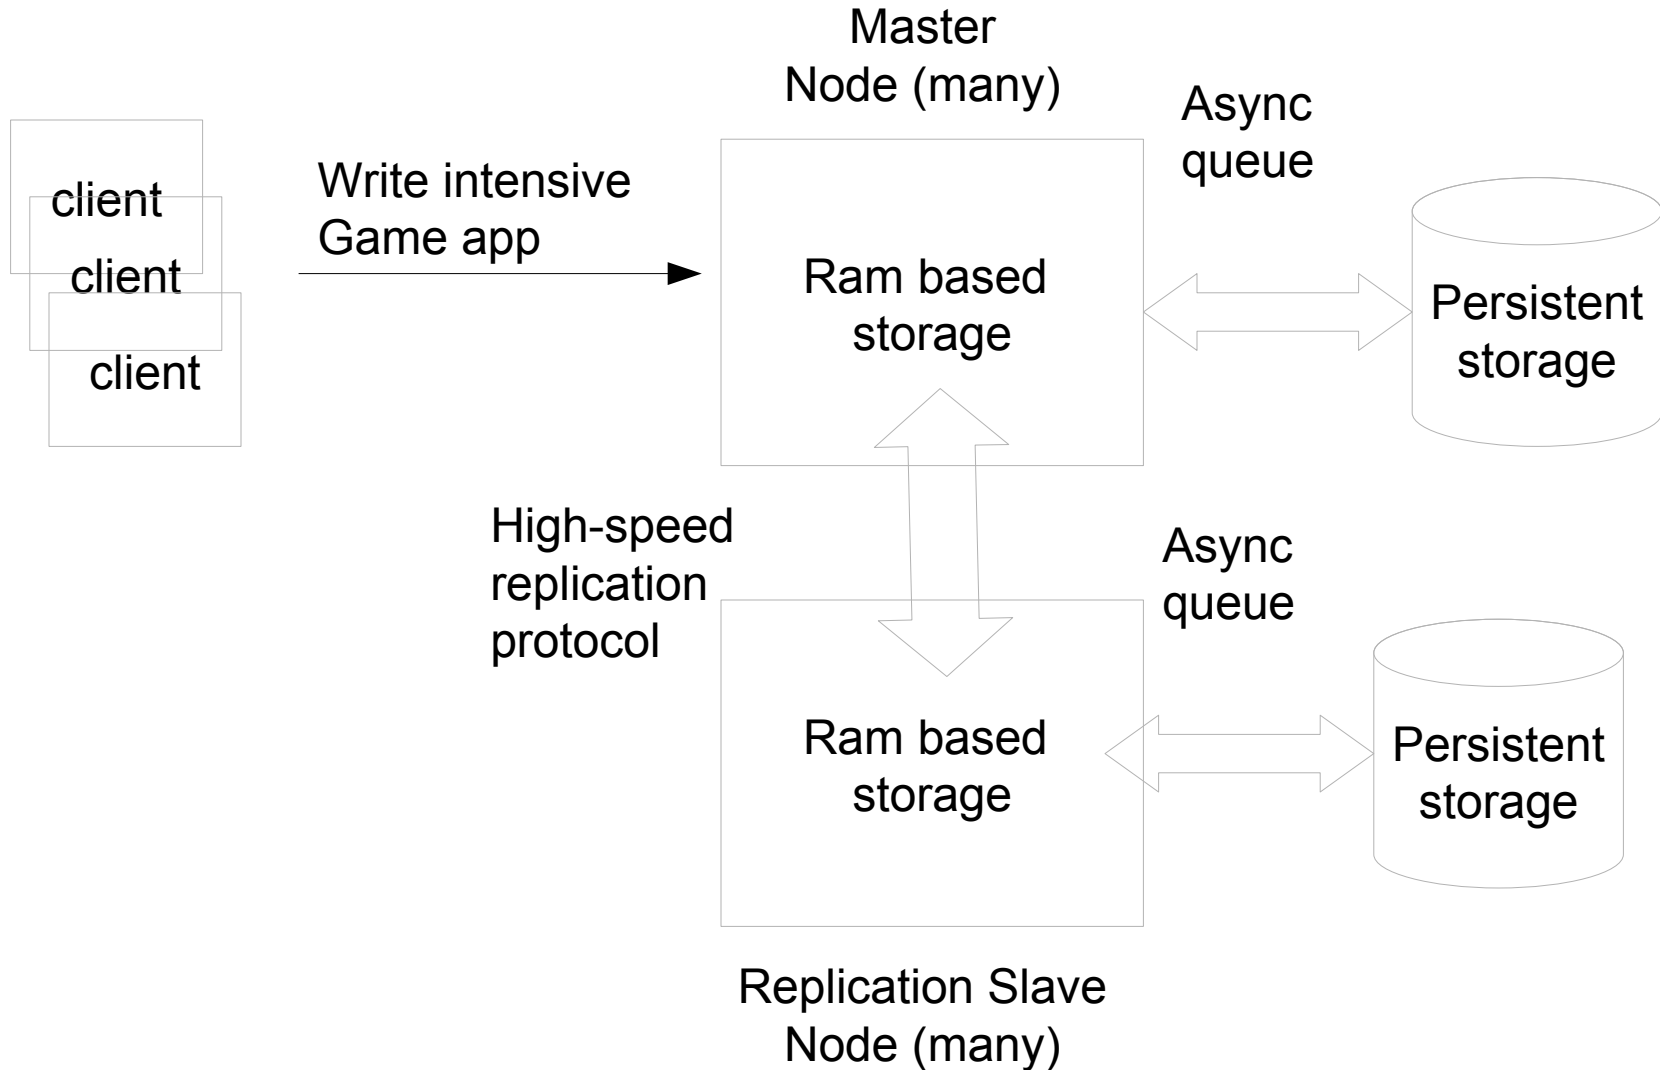 Master
Node (many)
Async
queue
client
client
client
Write intensive
Game app
Ram based
storage
Persistent
storage
High-speed
replication
protocol
Async
queue
Ram based
storage
Persistent
storage
Replication Slave
Node (many)